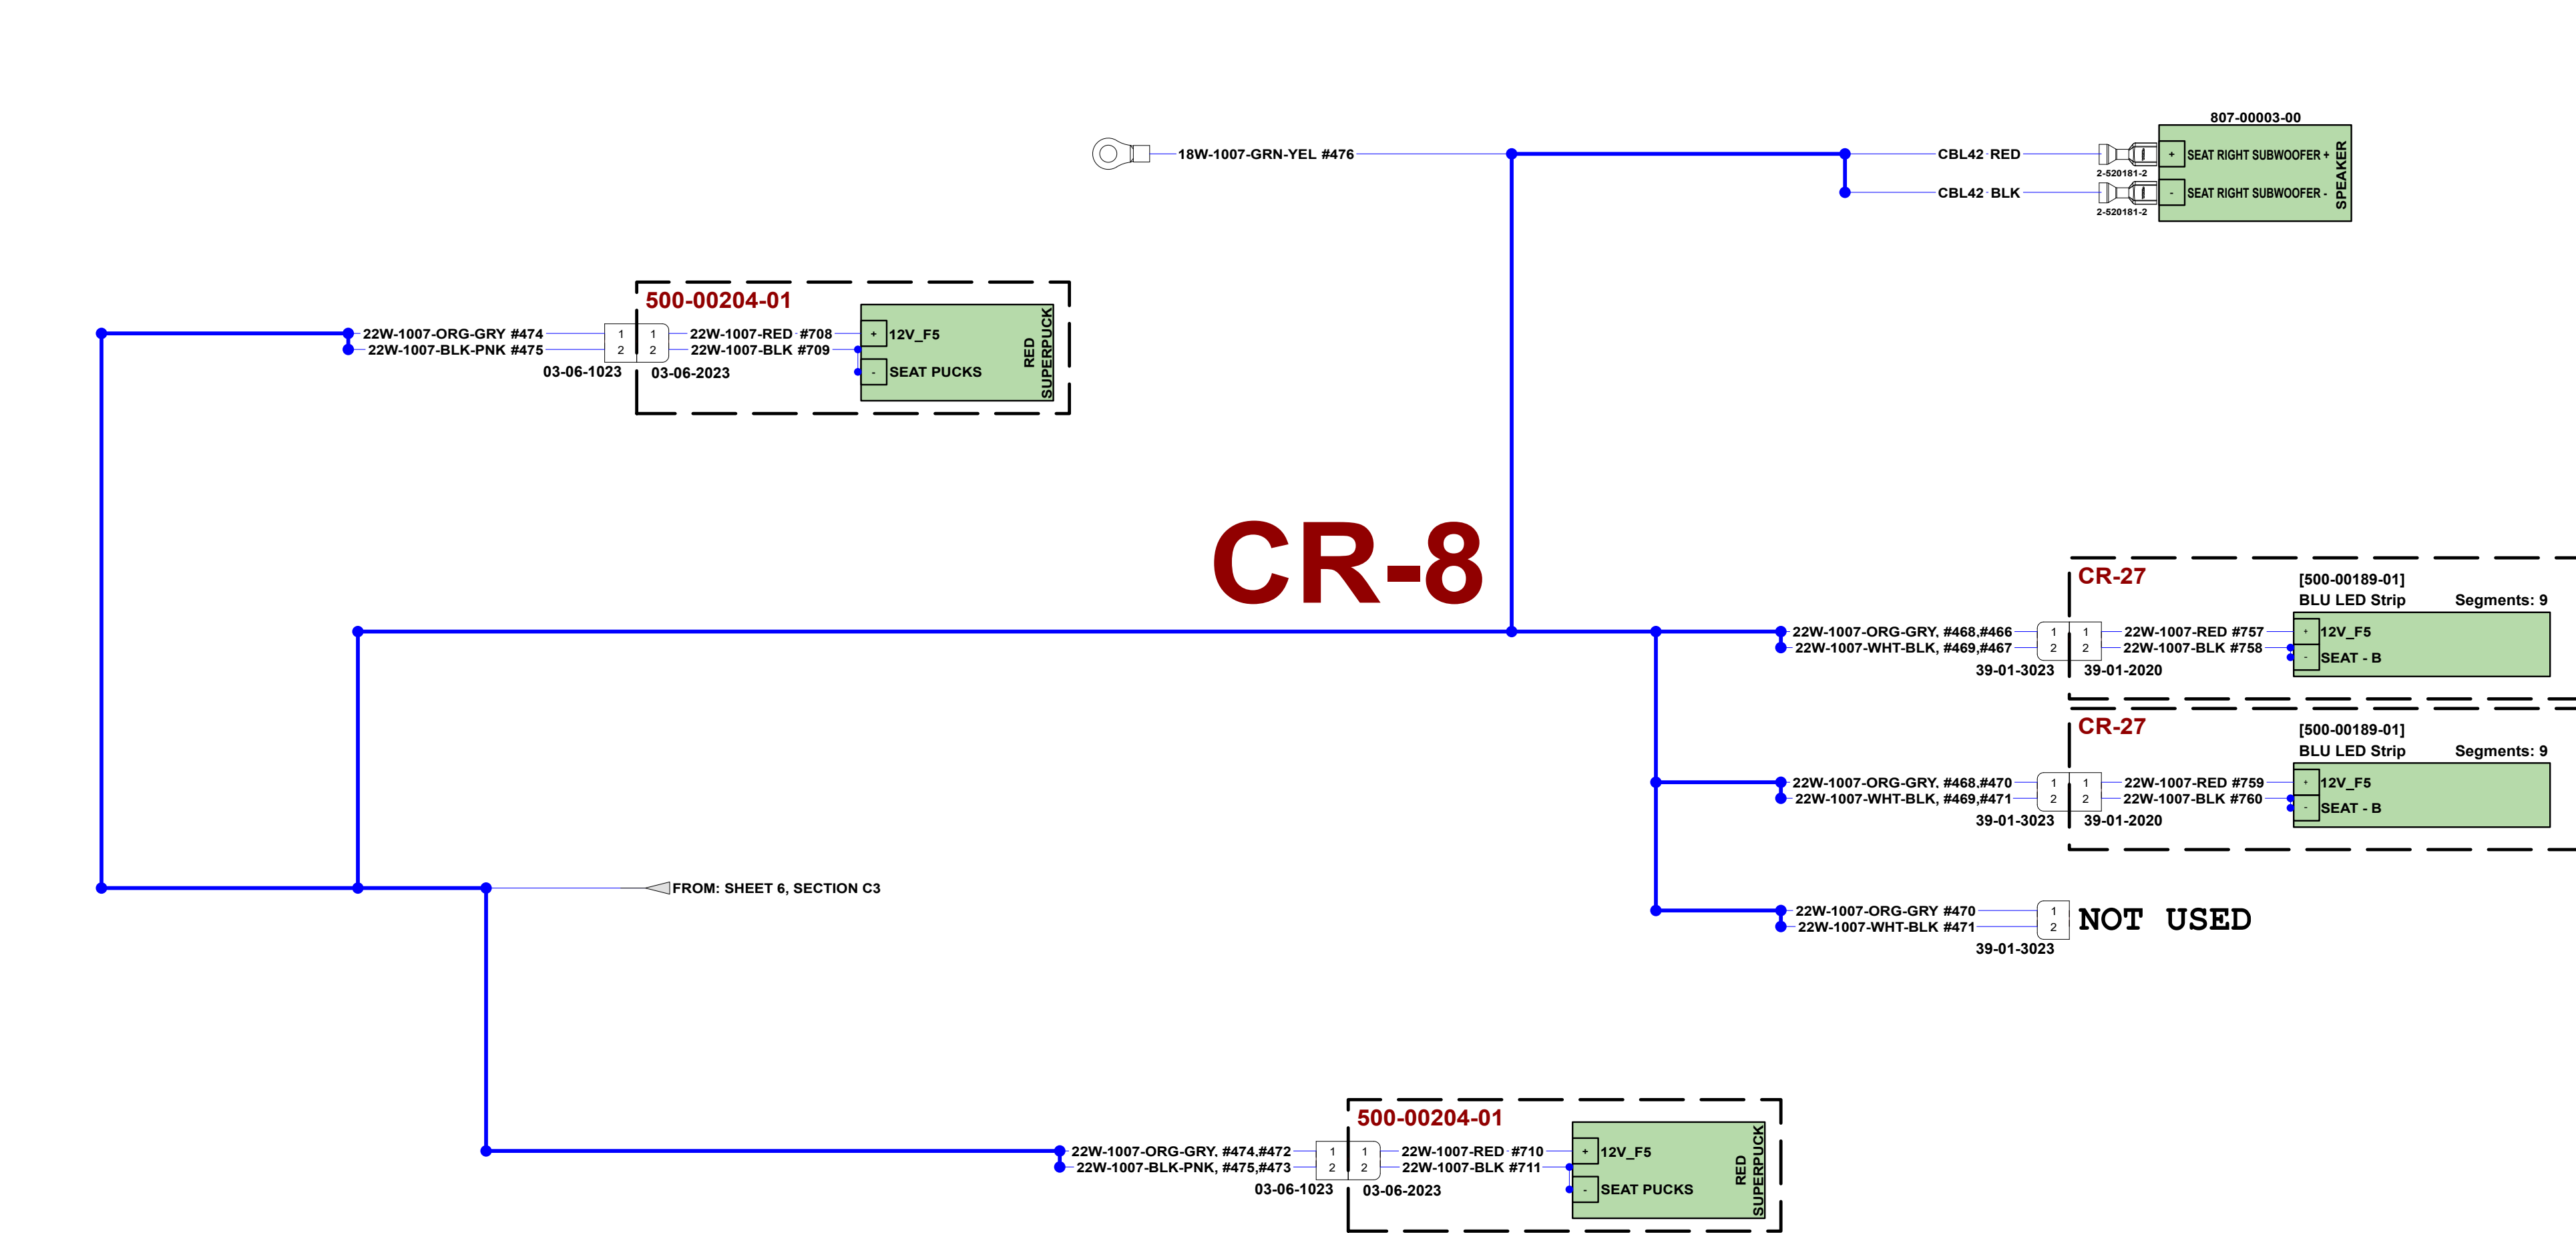 807-00003-00
18W-1007-GRN-YEL #476
CBL42 RED
+
SEAT RIGHT SUBWOOFER +
2-520181-2
CBL42 BLK
-
SEAT RIGHT SUBWOOFER -
2-520181-2
SPEAKER
500-00204-01
22W-1007-ORG-GRY #474
1
1
22W-1007-RED #708
+
12V_F5
22W-1007-BLK-PNK #475
2
2
22W-1007-BLK #709
-
SEAT PUCKS
03-06-1023
03-06-2023
RED
SUPERPUCK
CR-8
CR-27
[500-00189-01]
BLU LED Strip
Segments: 9
22W-1007-ORG-GRY, #468,#466
1
1
22W-1007-RED #757
+
12V_F5
22W-1007-WHT-BLK, #469,#467
2
2
22W-1007-BLK #758
-
SEAT - B
39-01-3023
39-01-2020
CR-27
[500-00189-01]
BLU LED Strip
Segments: 9
22W-1007-ORG-GRY, #468,#470
1
1
22W-1007-RED #759
+
12V_F5
22W-1007-WHT-BLK, #469,#471
2
2
22W-1007-BLK #760
-
SEAT - B
39-01-3023
39-01-2020
FROM: SHEET 6, SECTION C3
22W-1007-ORG-GRY #470
1
22W-1007-WHT-BLK #471
2
NOT USED
39-01-3023
500-00204-01
22W-1007-ORG-GRY, #474,#472
1
1
22W-1007-RED #710
+
12V_F5
22W-1007-BLK-PNK, #475,#473
2
2
22W-1007-BLK #711
-
SEAT PUCKS
03-06-1023
03-06-2023
RED
SUPERPUCK